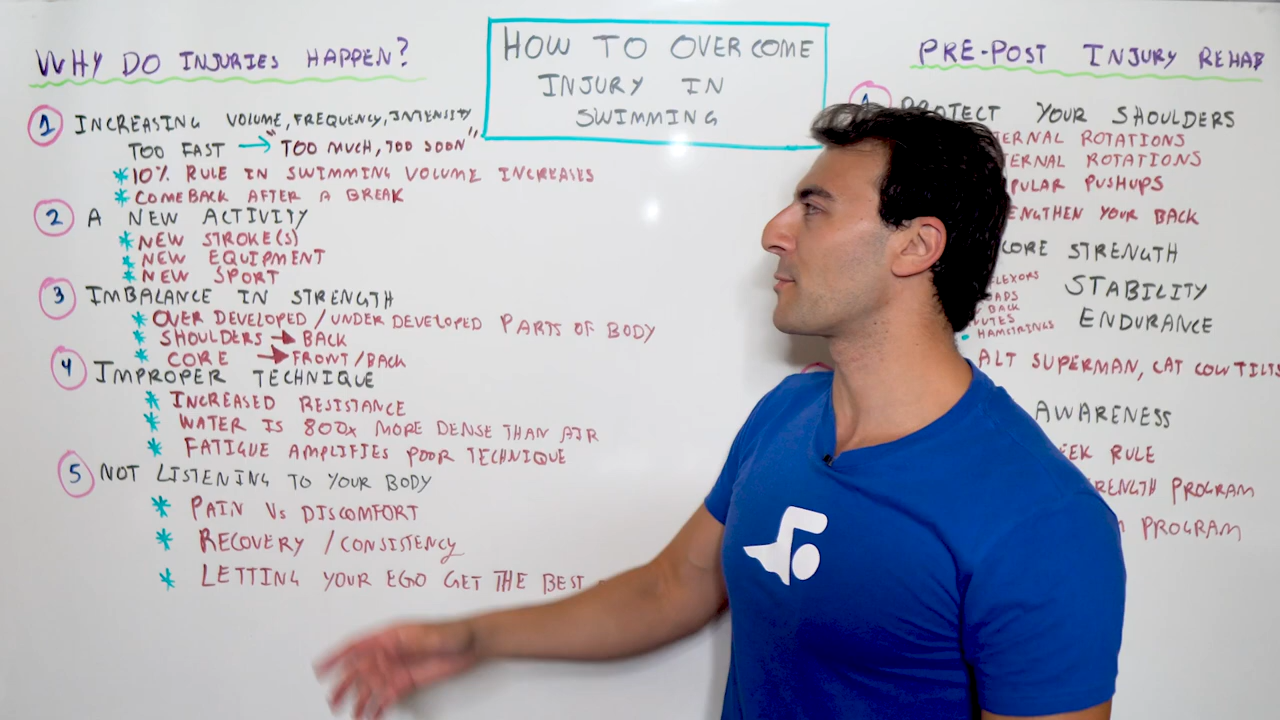 WHY DO INJURIES HAPPEN?
1 INCREASING VOLUME, FREQUENCY, INTENSITY
TOO FAST → "TOO MUCH, TOO SOON"
* 10% RULE IN SWIMMING VOLUME INCREASES
* COMEBACK AFTER A BREAK
2 A NEW ACTIVITY
* NEW STROKE(S)
* NEW EQUIPMENT
* NEW SPORT
3 IMBALANCE IN STRENGTH
* OVER DEVELOPED / UNDER DEVELOPED PARTS OF BODY
* SHOULDERS → BACK
* CORE → FRONT / BACK
4 IMPROPER TECHNIQUE
* INCREASED RESISTANCE
* WATER IS 800x MORE DENSE THAN AIR
* FATIGUE AMPLIFIES POOR TECHNIQUE
5 NOT LISTENING TO YOUR BODY
* PAIN VS DISCOMFORT
* RECOVERY / CONSISTENCY
* LETTING YOUR EGO GET THE BEST
HOW TO OVERCOME
INJURY IN
SWIMMING
PRE-POST INJURY REHAB
PROTECT YOUR SHOULDERS
TERNAL ROTATIONS
TERNAL ROTATIONS
PULAR PUSHUPS
ENGTHEN YOUR BACK
CORE STRENGTH
STABILITY
ENDURANCE
FLEXORS
BACK
HAMSTRINGS
ALT SUPERMAN, CAT COW TILTS
AWARENESS
EEK RULE
RENGTH PROGRAM
PROGRAM